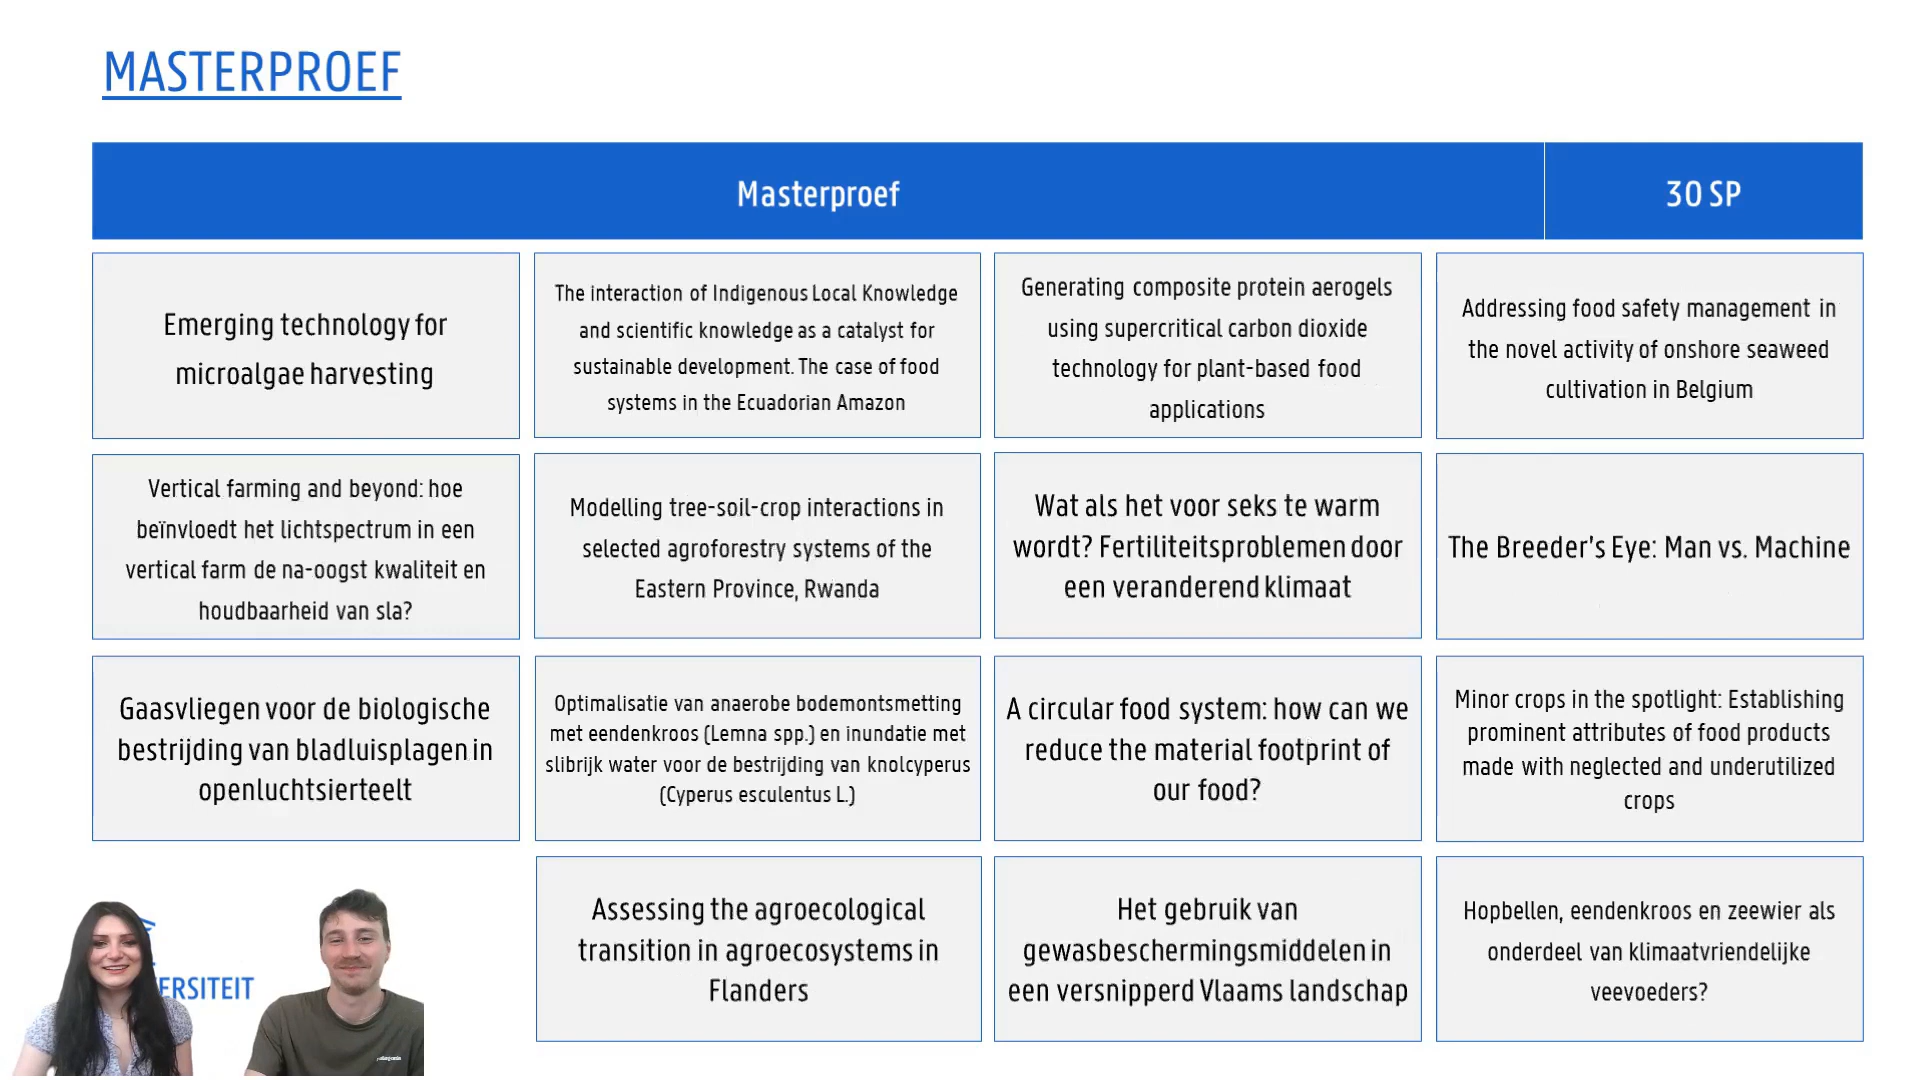 MASTERPROEF
Masterproef
30 SP
Emerging technology for
microalgae harvesting
The interaction of Indigenous Local Knowledge
and scientific knowledge as a catalyst for
sustainable development. The case of food
systems in the Ecuadorian Amazon
Generating composite protein aerogels
using supercritical carbon dioxide
technology for plant-based food
applications
Addressing food safety management in
the novel activity of onshore seaweed
cultivation in Belgium
Vertical farming and beyond: hoe
beïnvloedt het lichtspectrum in een
vertical farm de na-oogst kwaliteit en
houdbaarheid van sla?
Modelling tree-soil-crop interactions in
selected agroforestry systems of the
Eastern Province, Rwanda
Wat als het voor seks te warm
wordt? Fertiliteitsproblemen door
een veranderend klimaat
The Breeder's Eye: Man vs. Machine
Gaasvliegen voor de biologische
bestrijding van bladluisplagen in
openluchtsierteelt
Optimalisatie van anaerobe bodemontsmetting
met eendenkroos (Lemna spp.) en inundatie met
slibrijk water voor de bestrijding van knolcyperus
(Cyperus esculentus L.)
A circular food system: how can we
reduce the material footprint of
our food?
Minor crops in the spotlight: Establishing
prominent attributes of food products
made with neglected and underutilized
crops
Assessing the agroecological
transition in agroecosystems in
Flanders
Het gebruik van
gewasbeschermingsmiddelen in
een versnipperd Vlaams landschap
Hopbellen, eendenkroos en zeewier als
onderdeel van klimaatvriendelijke
veevoeders?
ERSITEIT